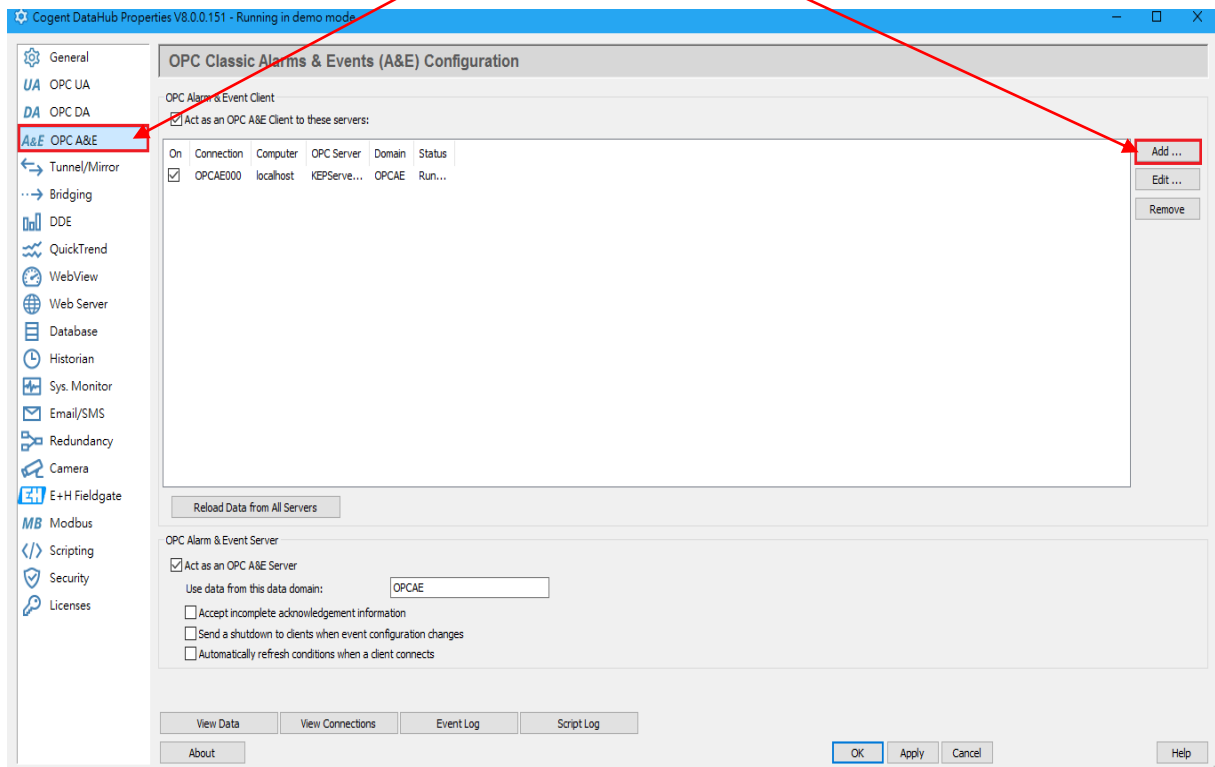 Cogent DataHub Properties V8.0.0.151 - Running in demo mode
General
UA OPC UA
DA OPC DA
A&E OPC A&E
Tunnel/Mirror
Bridging
DDE
QuickTrend
WebView
Web Server
Database
Historian
Sys. Monitor
Email/SMS
Redundancy
Camera
E+H Fieldgate
MB Modbus
Scripting
Security
Licenses
OPC Classic Alarms & Events (A&E) Configuration
OPC Alarm & Event Client
Act as an OPC A&E Client to these servers:
On Connection Computer OPC Server Domain Status
OPCAE000 localhost KEPServe... OPCAE Run...
Add ...
Edit ...
Remove
Reload Data from All Servers
OPC Alarm & Event Server
Act as an OPC A&E Server
Use data from this data domain: OPCAE
Accept incomplete acknowledgement information
Send a shutdown to clients when event configuration changes
Automatically refresh conditions when a client connects
View Data View Connections Event Log Script Log
About OK Apply Cancel Help